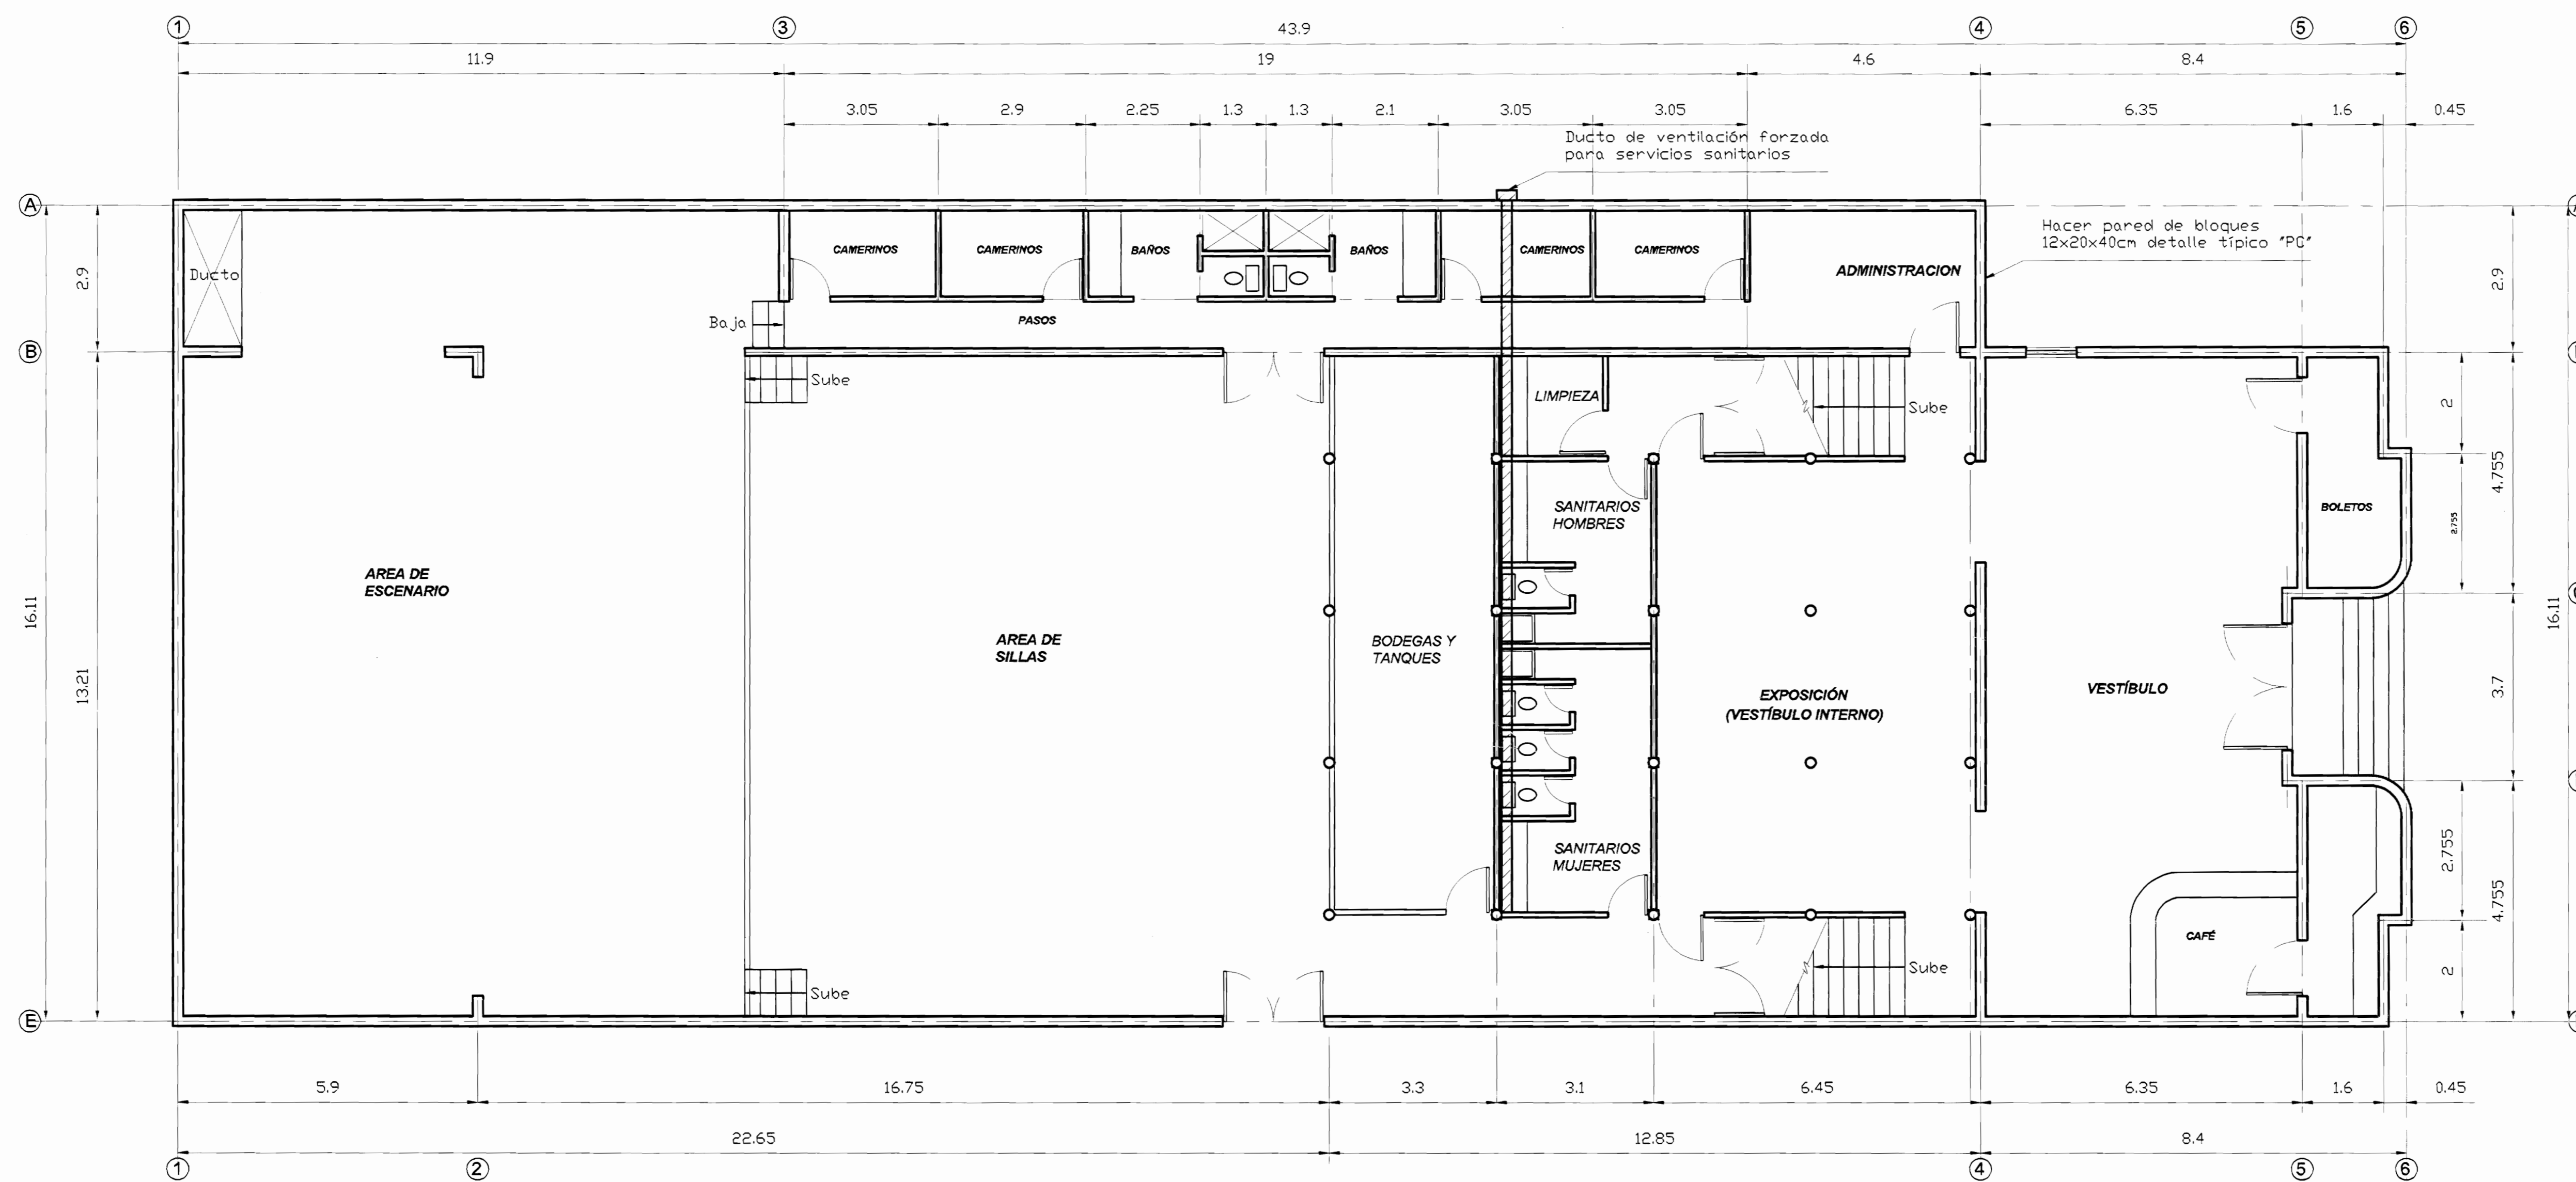 1 3 43.9 4 5 6
11.9 19 4.6 8.4
3.05 2.9 2.25 1.3 1.3 2.1 3.05 3.05 6.35 1.6 0.45
Ducto de ventilación forzada
para servicios sanitarios
A
Hacer pared de bloques
12x20x40cm detalle típico "PC"
CAMERINOS CAMERINOS BAÑOS BAÑOS CAMERINOS CAMERINOS
ADMINISTRACION
2.9 Ducto 2.9
Baja PASOS
B
Sube
LIMPIEZA
Sube
2
4.755
SANITARIOS
HOMBRES
BOLETOS
2.755
AREA DE
ESCENARIO
16.11
13.21
AREA DE
SILLAS
BODEGAS Y
TANQUES
EXPOSICIÓN
(VESTÍBULO INTERNO)
VESTÍBULO
3.7
16.11
SANITARIOS
MUJERES
2.755
4.755
CAFÉ
Sube
Sube
2
E
5.9 16.75 3.3 3.1 6.45 6.35 1.6 0.45
22.65 12.85 8.4
1 2 4 5 6